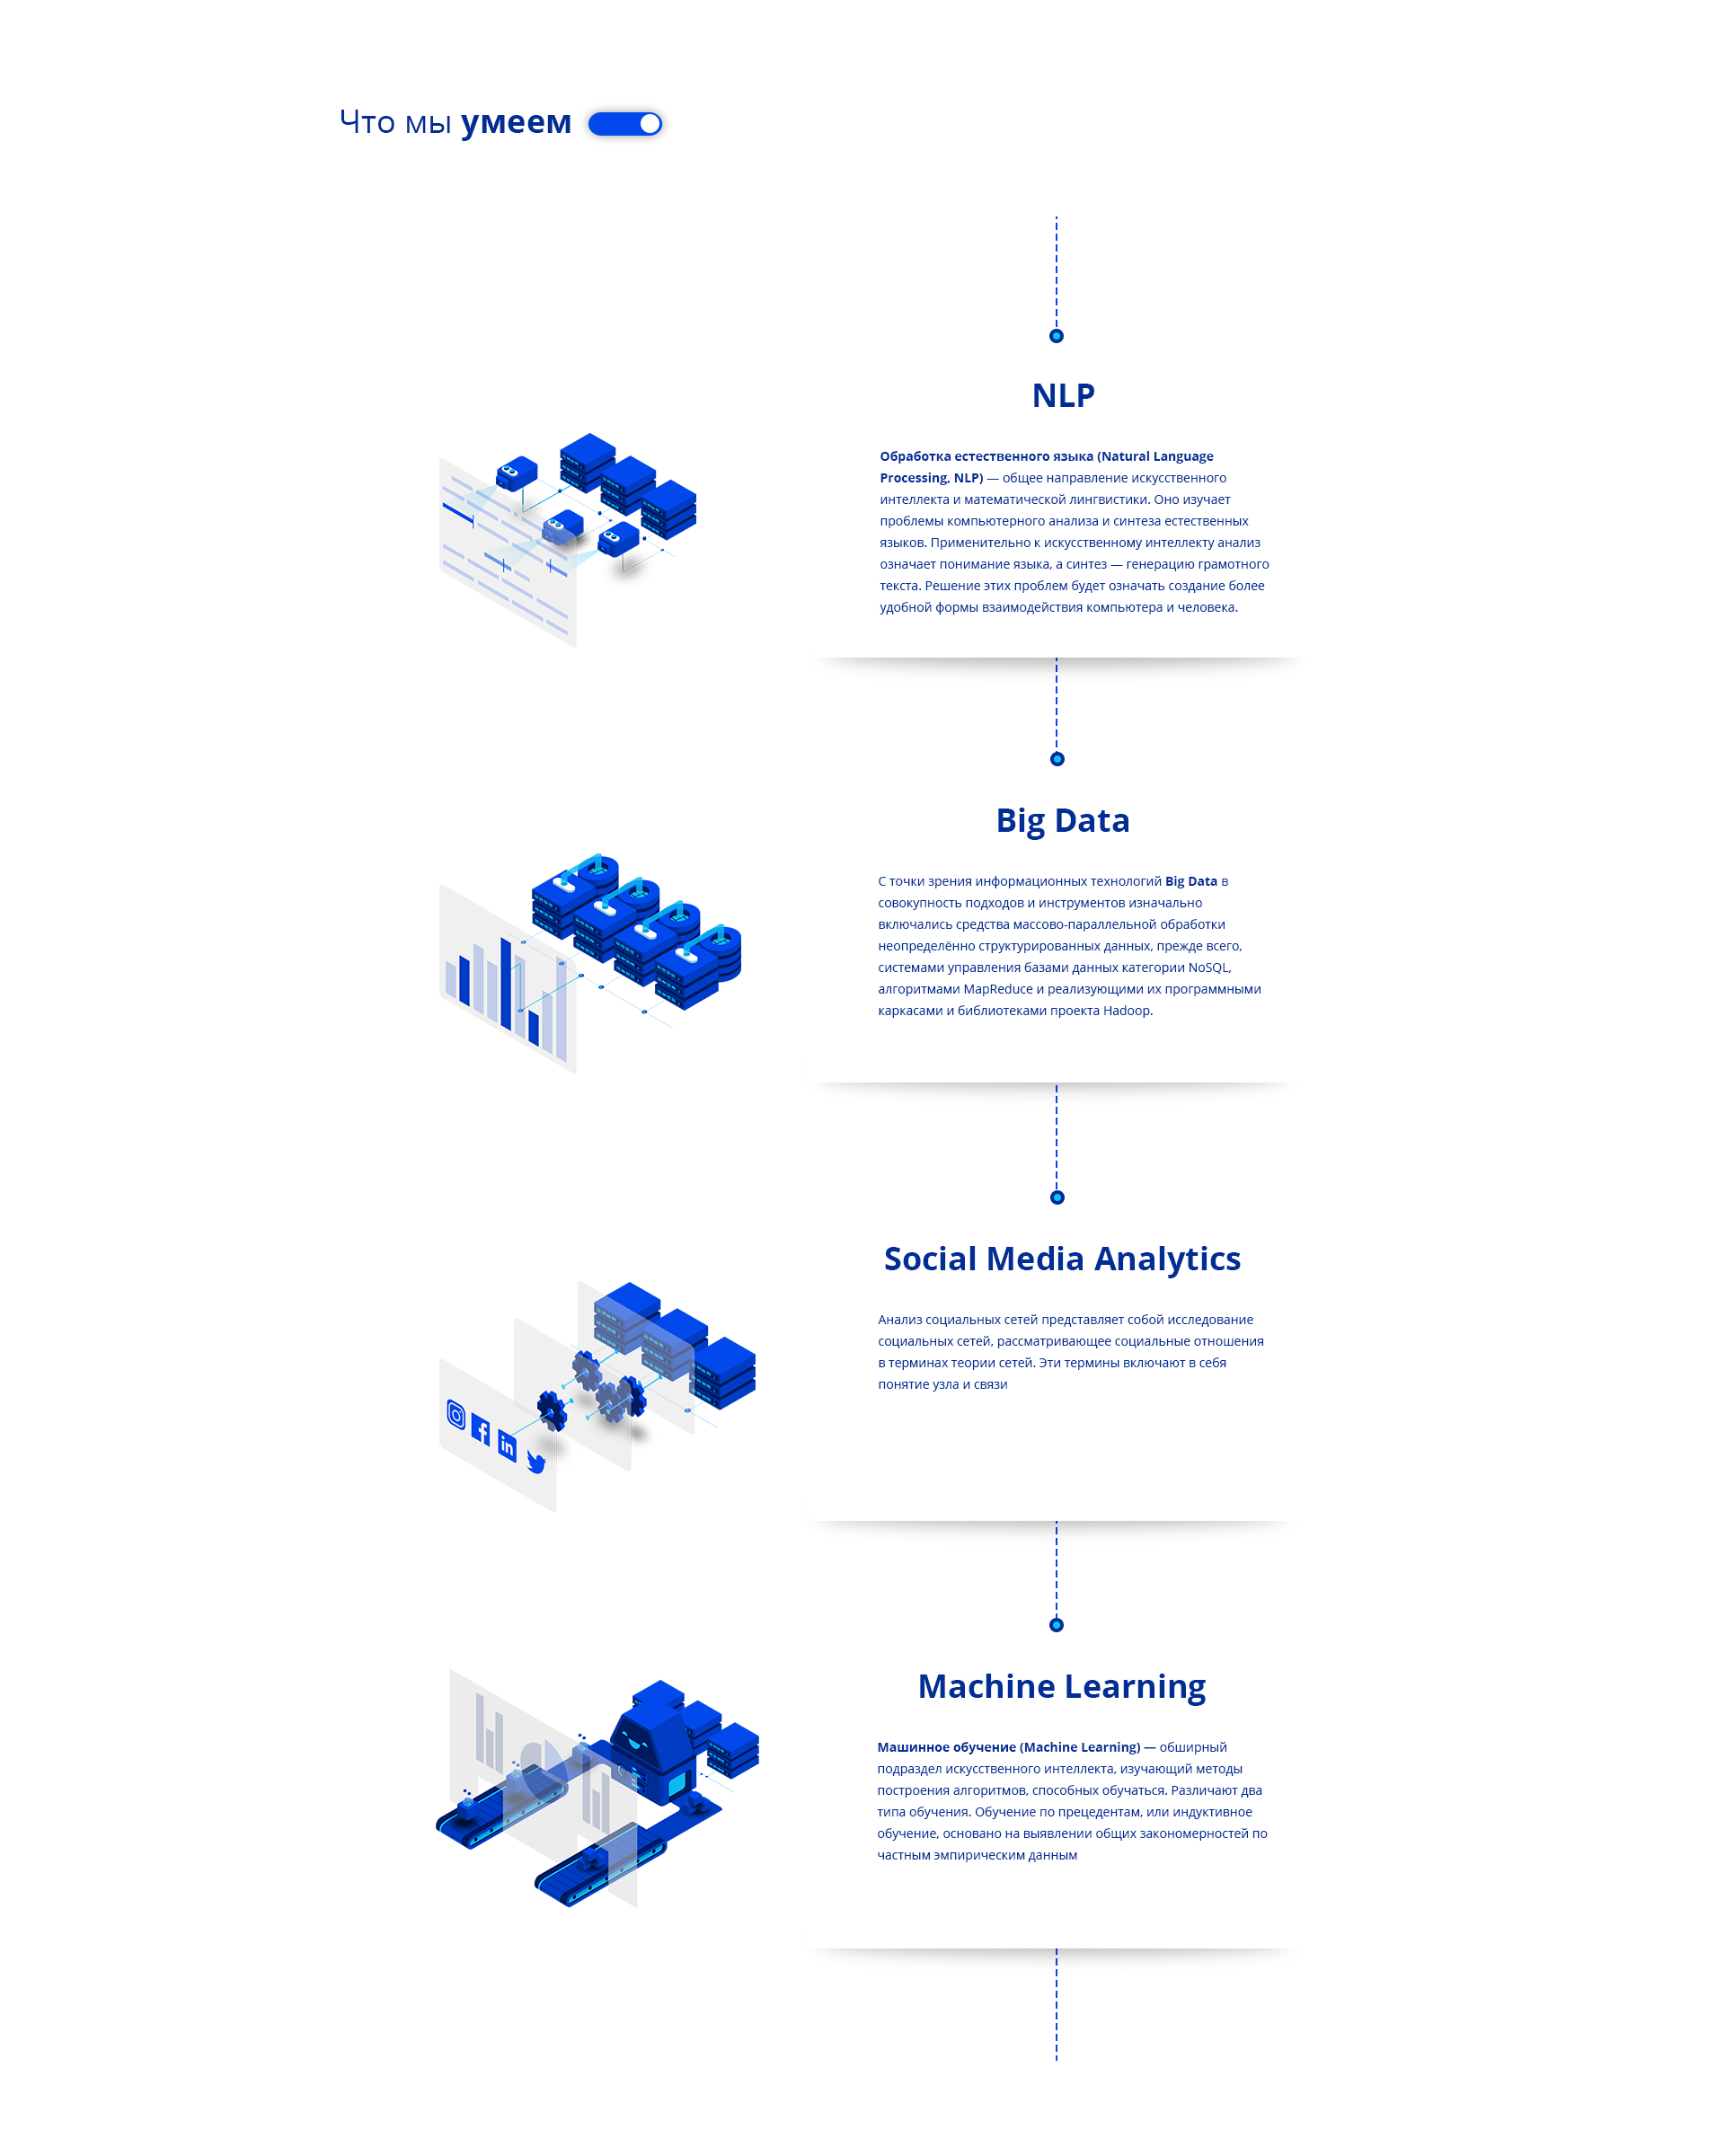 Что мы умеем
NLP
Обработка естественного языка (Natural Language
Processing, NLP) — общее направление искусственного
интеллекта и математической лингвистики. Оно изучает
проблемы компьютерного анализа и синтеза естественных
языков. Применительно к искусственному интеллекту анализ
означает понимание языка, а синтез — генерацию грамотного
текста. Решение этих проблем будет означать создание более
удобной формы взаимодействия компьютера и человека.
Big Data
С точки зрения информационных технологий Big Data в
совокупность подходов и инструментов изначально
включались средства массово-параллельной обработки
неопределённо структурированных данных, прежде всего,
системами управления базами данных категории NoSQL,
алгоритмами MapReduce и реализующими их программными
каркасами и библиотеками проекта Hadoop.
Social Media Analytics
Анализ социальных сетей представляет собой исследование
социальных сетей, рассматривающее социальные отношения
в терминах теории сетей. Эти термины включают в себя
понятие узла и связи
Machine Learning
Машинное обучение (Machine Learning) — обширный
подраздел искусственного интеллекта, изучающий методы
построения алгоритмов, способных обучаться. Различают два
типа обучения. Обучение по прецедентам, или индуктивное
обучение, основано на выявлении общих закономерностей по
частным эмпирическим данным